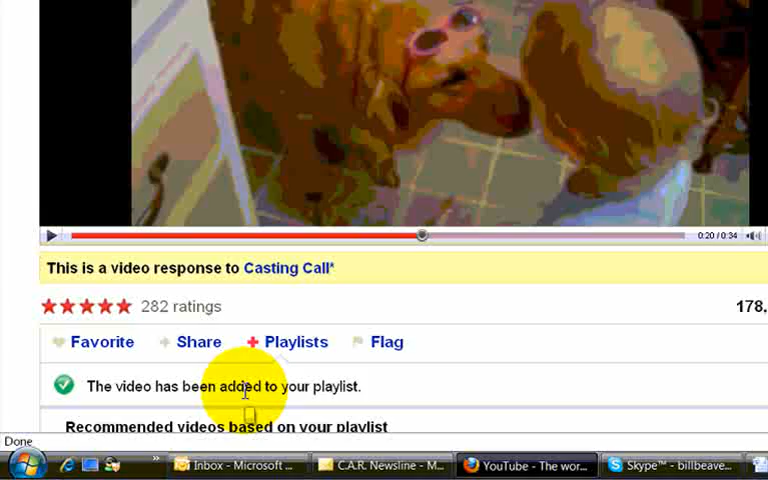 0:20 / 0:34
This is a video response to Casting Call*
282 ratings
178,
Favorite Share Playlists Flag
The video has been added to your playlist.
Recommended videos based on your playlist
Done
Inbox - Microsoft ... C.A.R. Newsline - M... YouTube - The wor... Skype™ - billbeave...